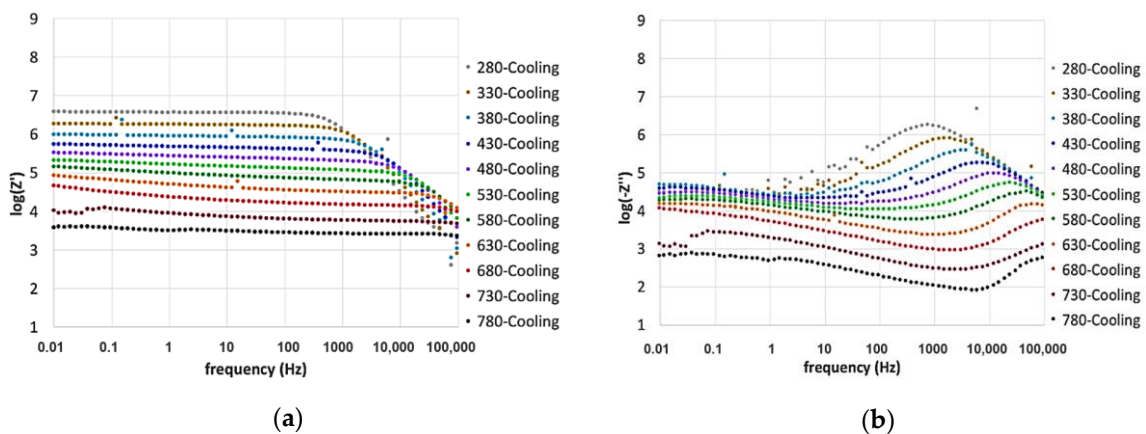 9
8
7
6
5
4
3
2
1
log(Z')
0.01 0.1 1 10 100 1000 10,000 100,000
frequency (Hz)
280-Cooling
330-Cooling
380-Cooling
430-Cooling
480-Cooling
530-Cooling
580-Cooling
630-Cooling
680-Cooling
730-Cooling
780-Cooling
(a)
9
8
7
6
5
4
3
2
1
log(-Z'')
0.01 0.1 1 10 100 1000 10,000 100,000
frequency (Hz)
280-Cooling
330-Cooling
380-Cooling
430-Cooling
480-Cooling
530-Cooling
580-Cooling
630-Cooling
680-Cooling
730-Cooling
780-Cooling
(b)